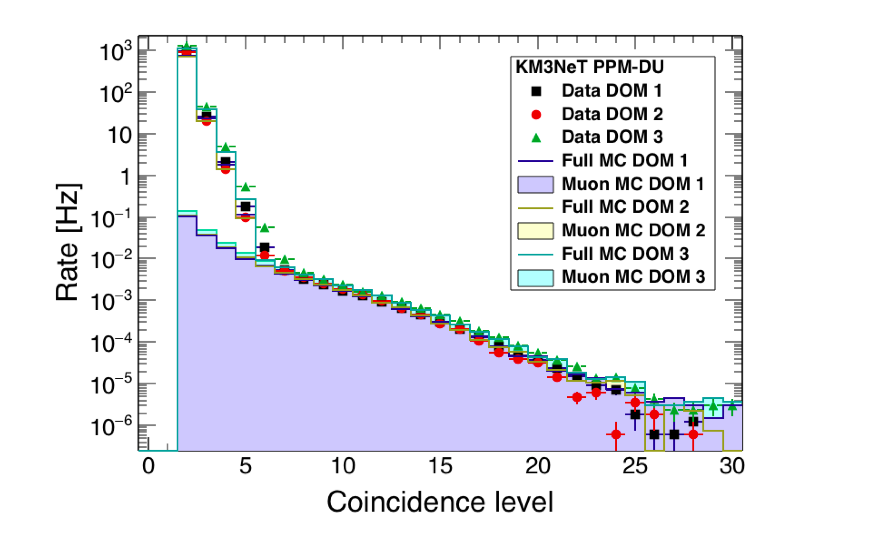 KM3NeT PPM-DU
Data DOM 1
Data DOM 2
Data DOM 3
Full MC DOM 1
Muon MC DOM 1
Full MC DOM 2
Muon MC DOM 2
Full MC DOM 3
Muon MC DOM 3
Rate [Hz]
10³
10²
10
1
10⁻¹
10⁻²
10⁻³
10⁻⁴
10⁻⁵
10⁻⁶
0 5 10 15 20 25 30
Coincidence level